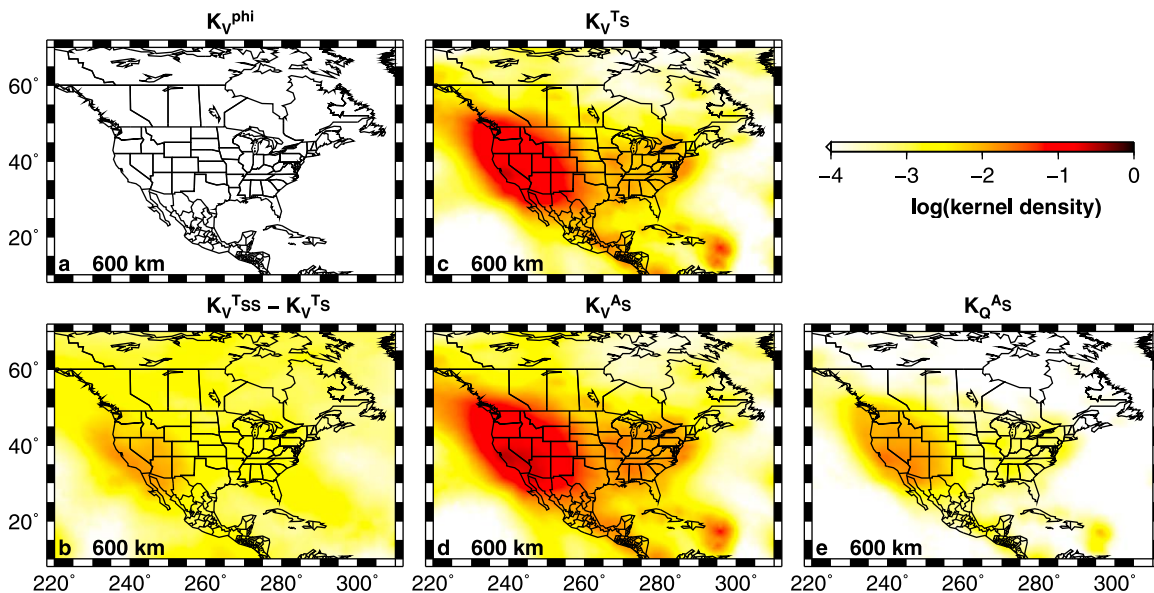 K_V^phi
K_V^Ts
60°
40°
20°
a 600 km
c 600 km
−4 −3 −2 −1 0
log(kernel density)
K_V^Tss − K_V^Ts
K_V^As
K_Q^As
60°
40°
20°
b 600 km
d 600 km
e 600 km
220° 240° 260° 280° 300°
220° 240° 260° 280° 300°
220° 240° 260° 280° 300°